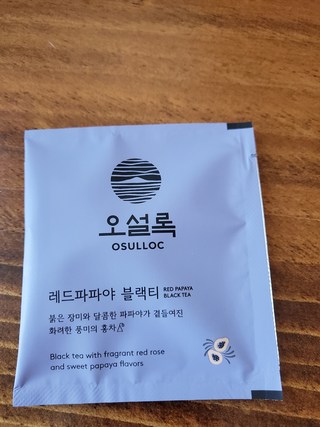 오설록
OSULLOC
레드파파야 블랙티 RED PAPAYA
BLACK TEA
붉은 장미와 달콤한 파파야가 곁들여진
화려한 풍미의 홍차
Black tea with fragrant red rose
and sweet papaya flavors